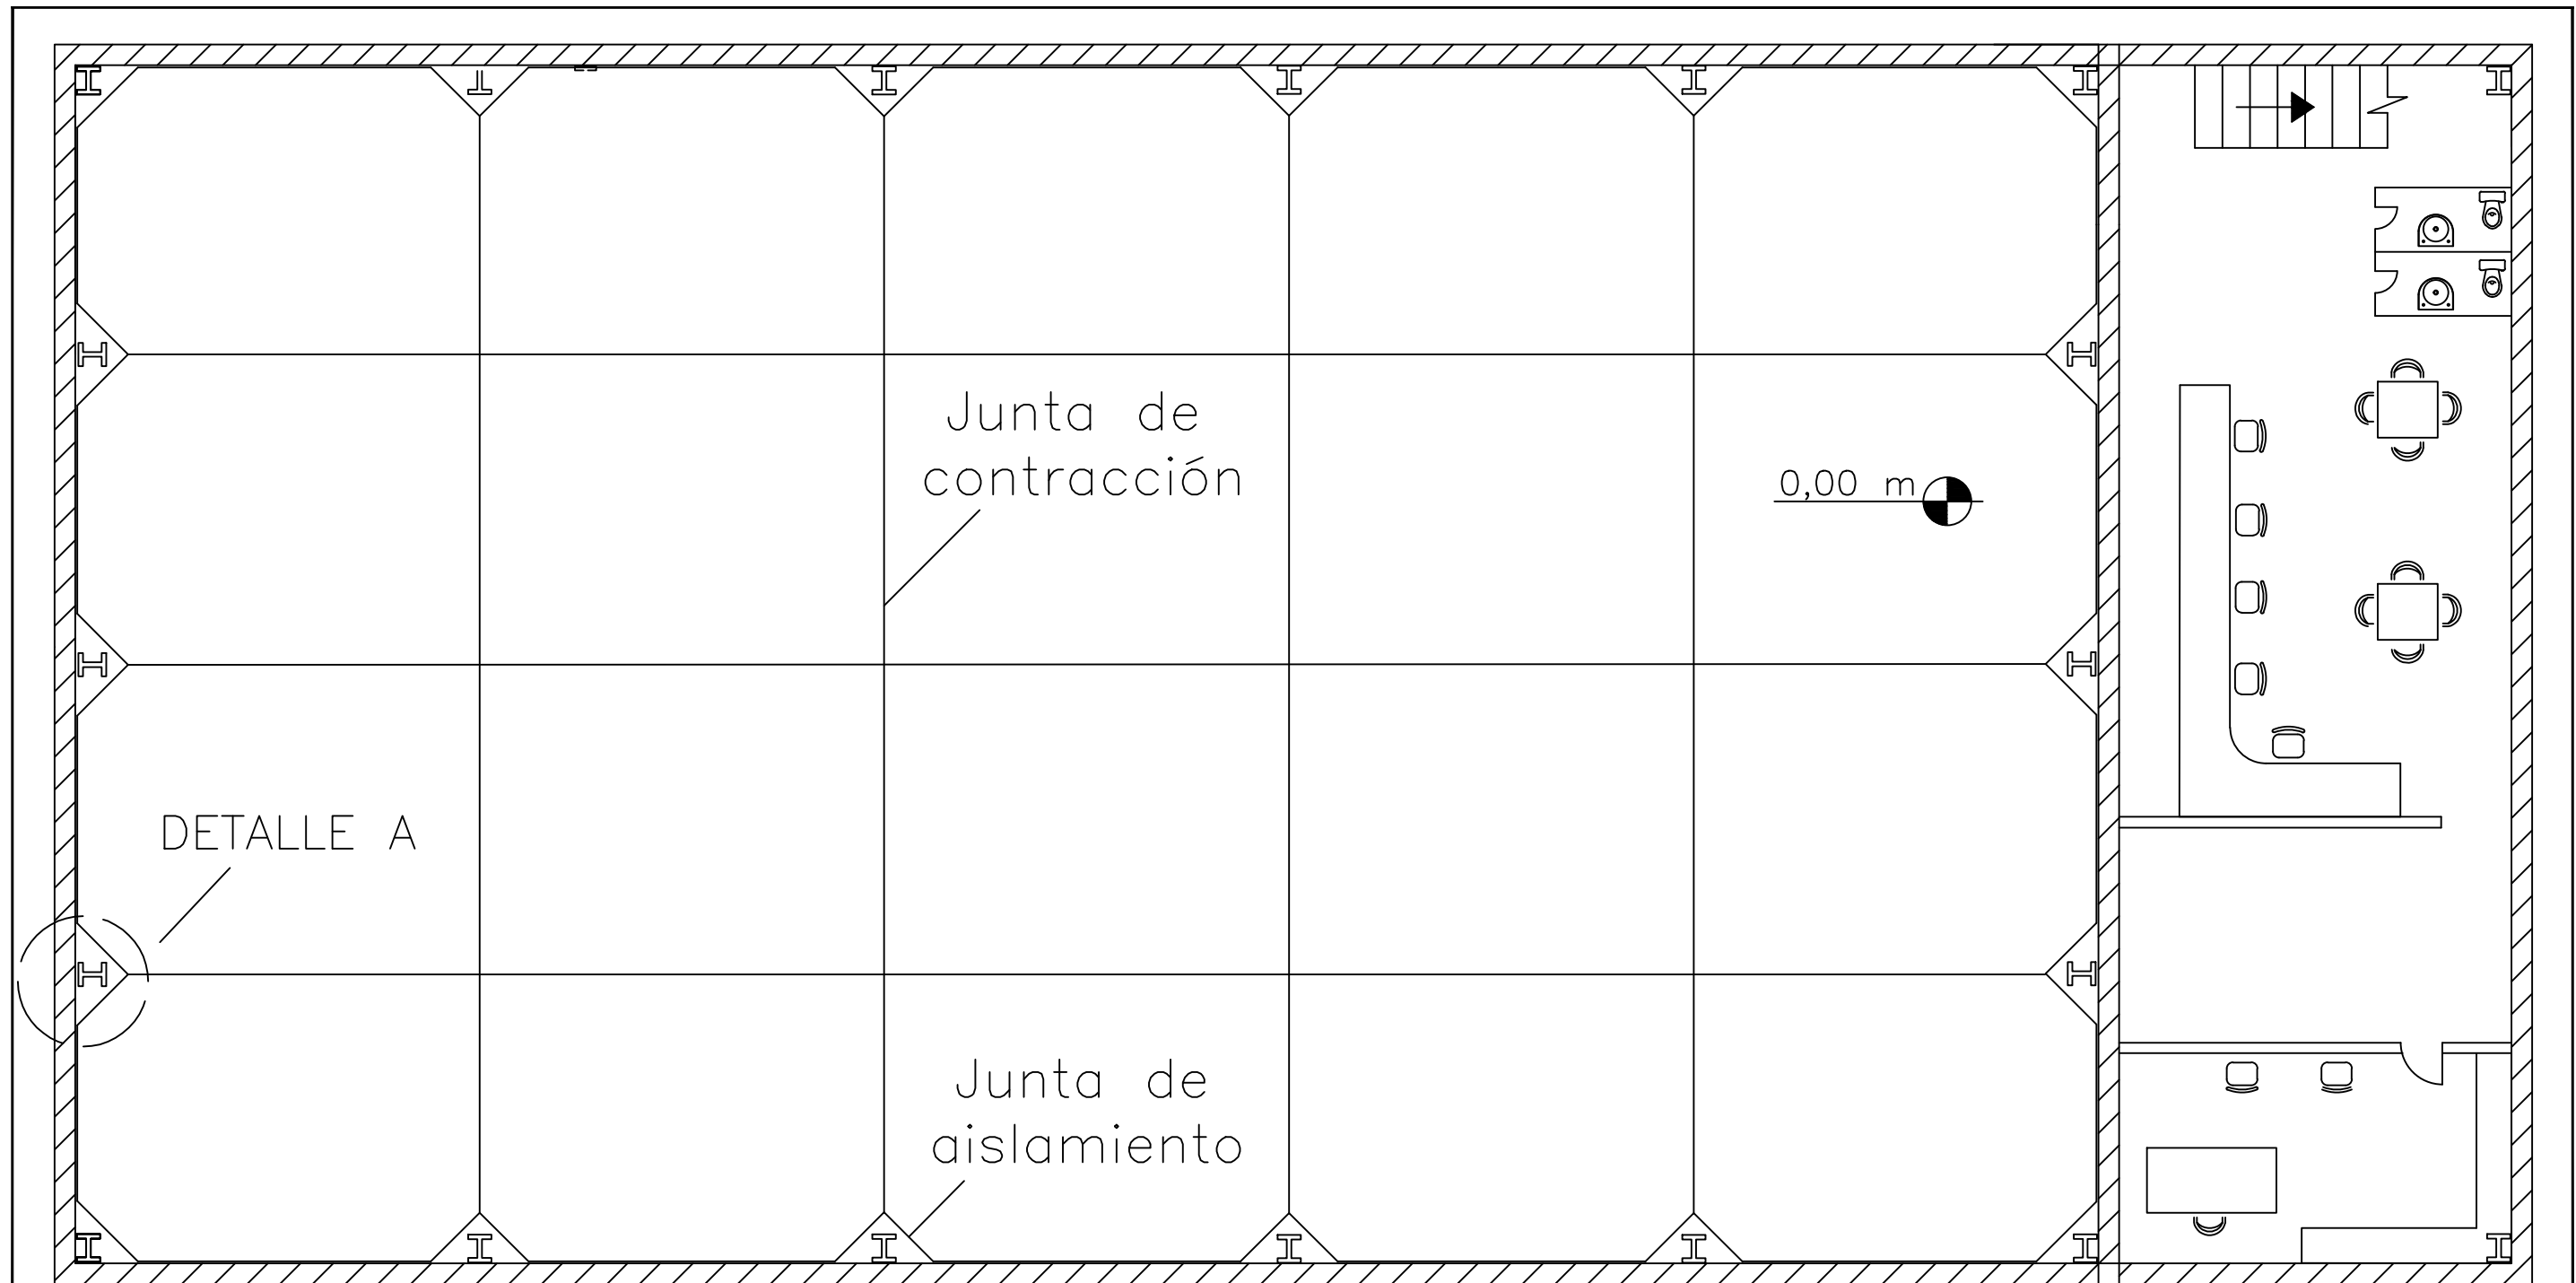 Junta de
contracción
0,00 m
DETALLE A
Junta de
aislamiento